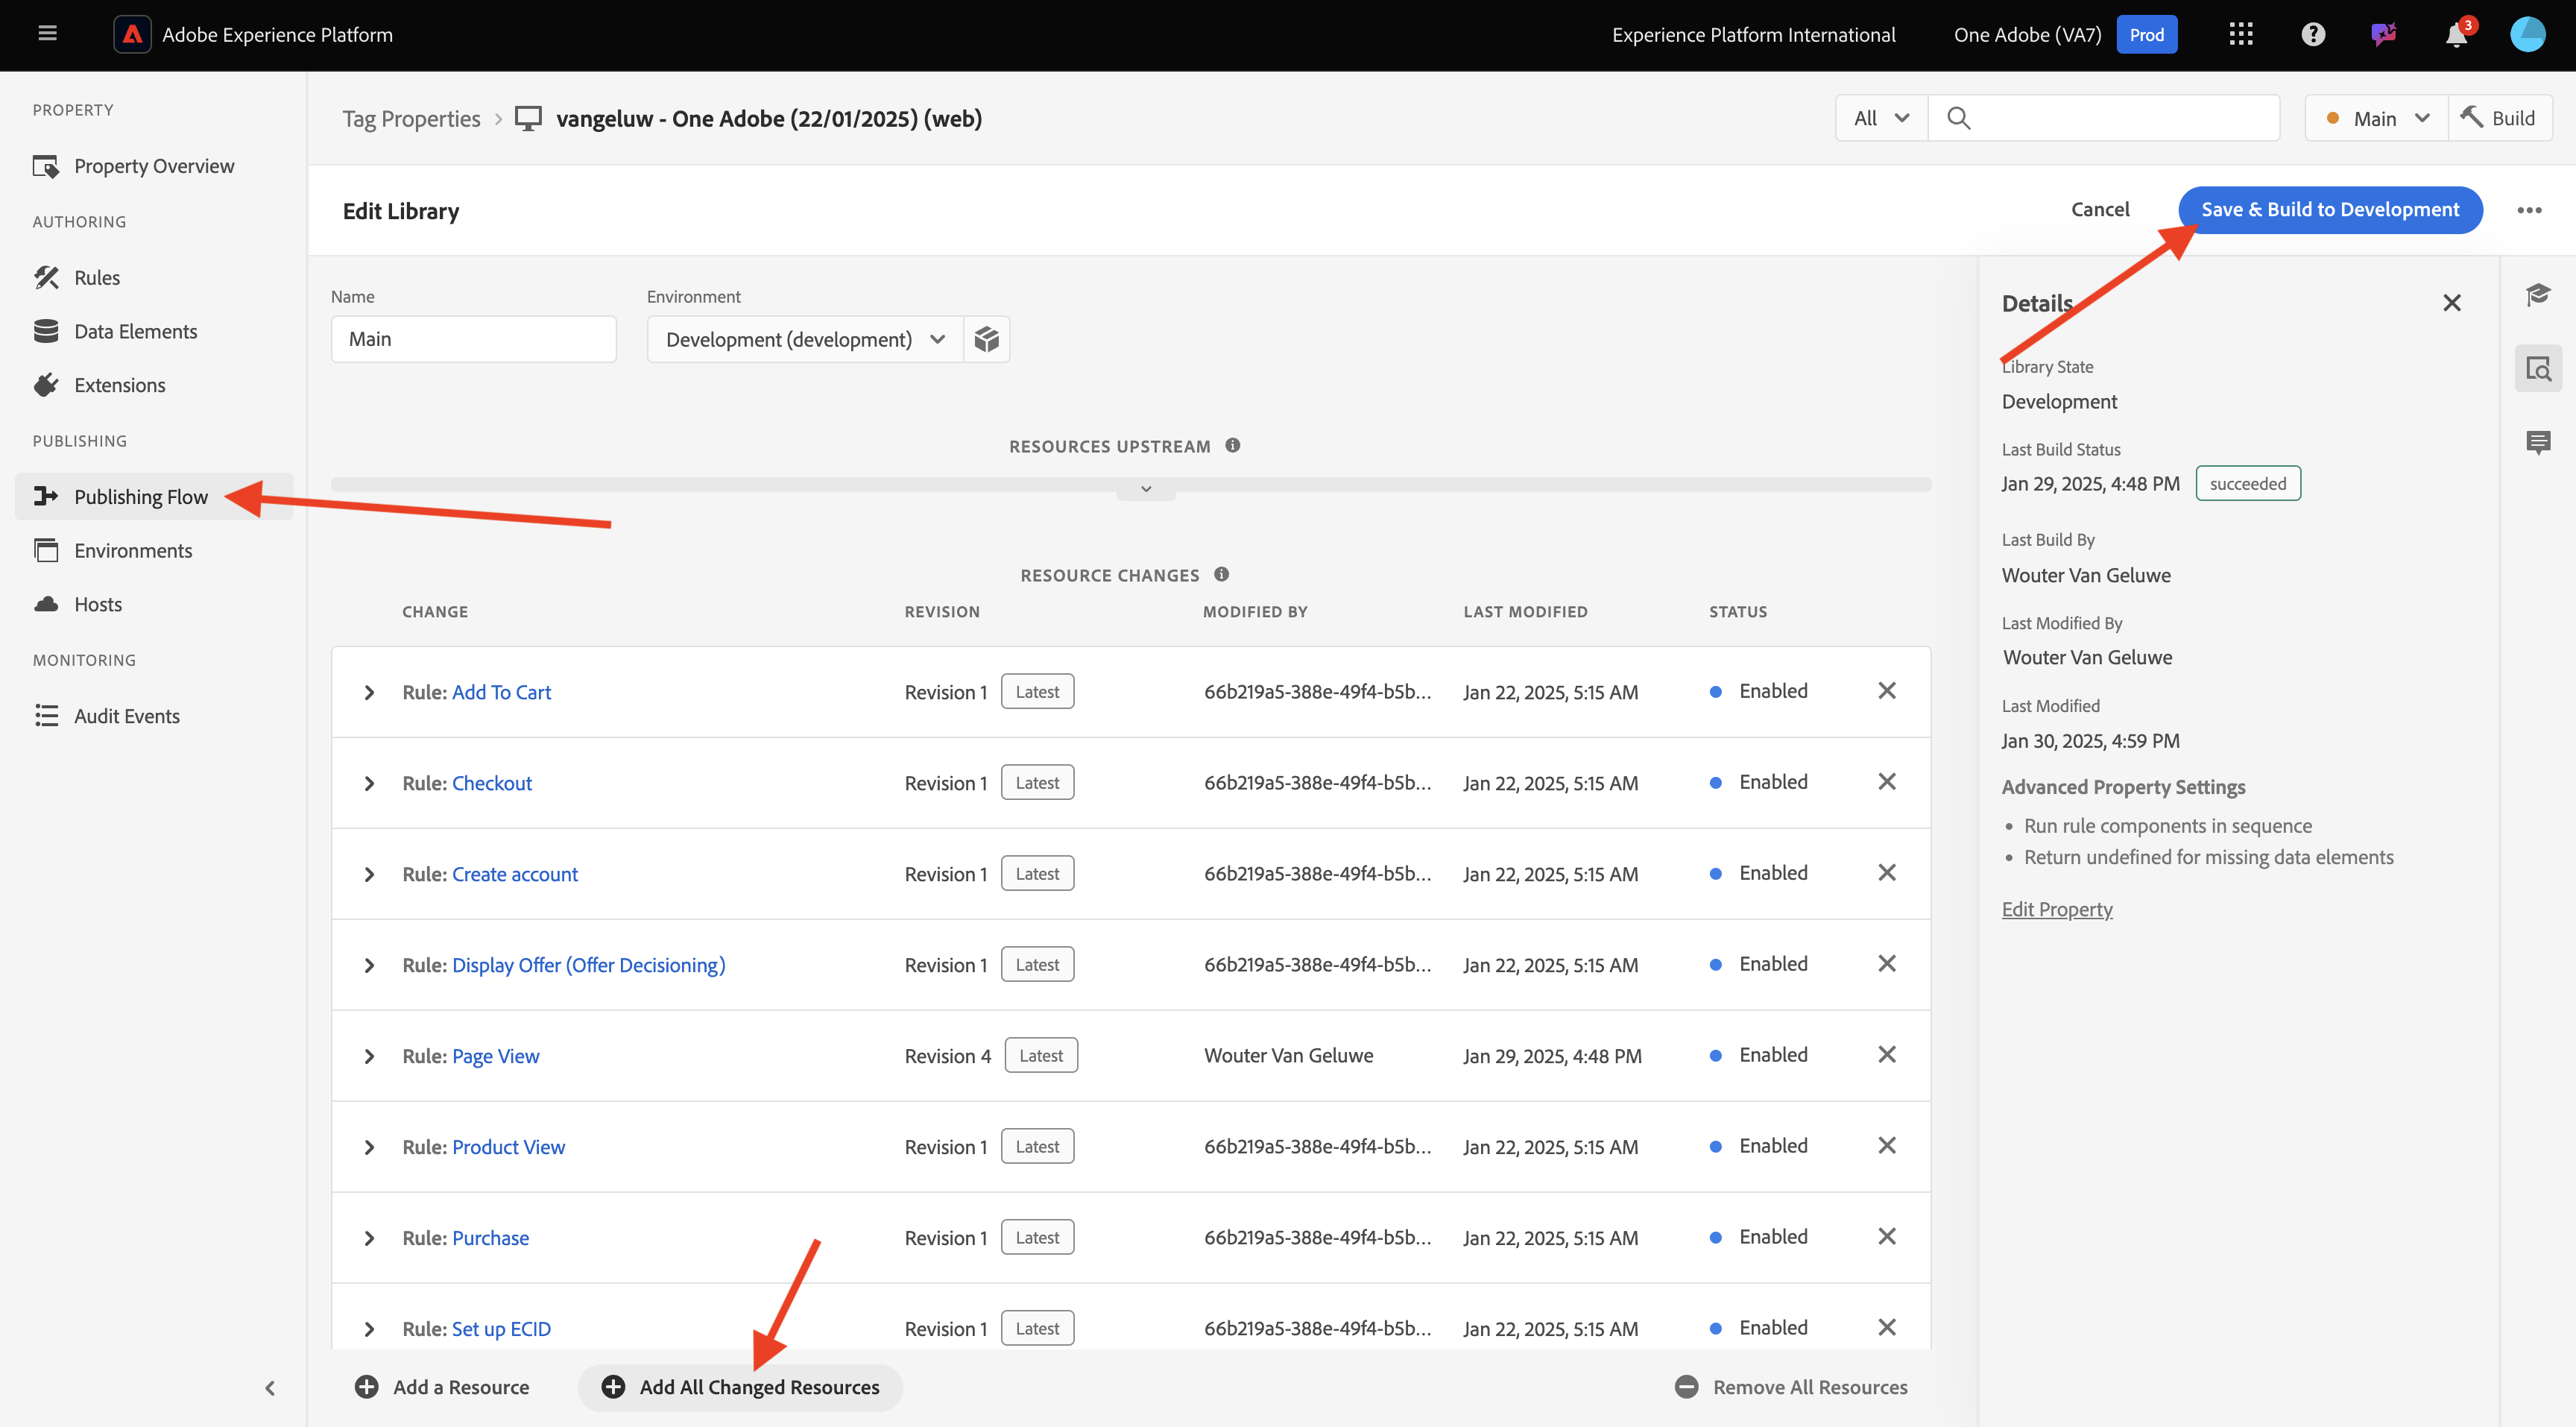 Adobe Experience Platform
Experience Platform International
One Adobe (VA7)
Prod
3
PROPERTY
Property Overview
AUTHORING
Rules
Data Elements
Extensions
PUBLISHING
Publishing Flow
Environments
Hosts
MONITORING
Audit Events
Tag Properties > vangeluw - One Adobe (22/01/2025) (web)
All
Main
Build
Edit Library
Cancel
Save & Build to Development
Name
Environment
Main
Development (development)
RESOURCES UPSTREAM
RESOURCE CHANGES
CHANGE REVISION MODIFIED BY LAST MODIFIED STATUS
Rule: Add To Cart Revision 1 Latest 66b219a5-388e-49f4-b5b... Jan 22, 2025, 5:15 AM Enabled
Rule: Checkout Revision 1 Latest 66b219a5-388e-49f4-b5b... Jan 22, 2025, 5:15 AM Enabled
Rule: Create account Revision 1 Latest 66b219a5-388e-49f4-b5b... Jan 22, 2025, 5:15 AM Enabled
Rule: Display Offer (Offer Decisioning) Revision 1 Latest 66b219a5-388e-49f4-b5b... Jan 22, 2025, 5:15 AM Enabled
Rule: Page View Revision 4 Latest Wouter Van Geluwe Jan 29, 2025, 4:48 PM Enabled
Rule: Product View Revision 1 Latest 66b219a5-388e-49f4-b5b... Jan 22, 2025, 5:15 AM Enabled
Rule: Purchase Revision 1 Latest 66b219a5-388e-49f4-b5b... Jan 22, 2025, 5:15 AM Enabled
Rule: Set up ECID Revision 1 Latest 66b219a5-388e-49f4-b5b... Jan 22, 2025, 5:15 AM Enabled
Add a Resource
Add All Changed Resources
Remove All Resources
Details
Library State
Development
Last Build Status
Jan 29, 2025, 4:48 PM succeeded
Last Build By
Wouter Van Geluwe
Last Modified By
Wouter Van Geluwe
Last Modified
Jan 30, 2025, 4:59 PM
Advanced Property Settings
• Run rule components in sequence
• Return undefined for missing data elements
Edit Property